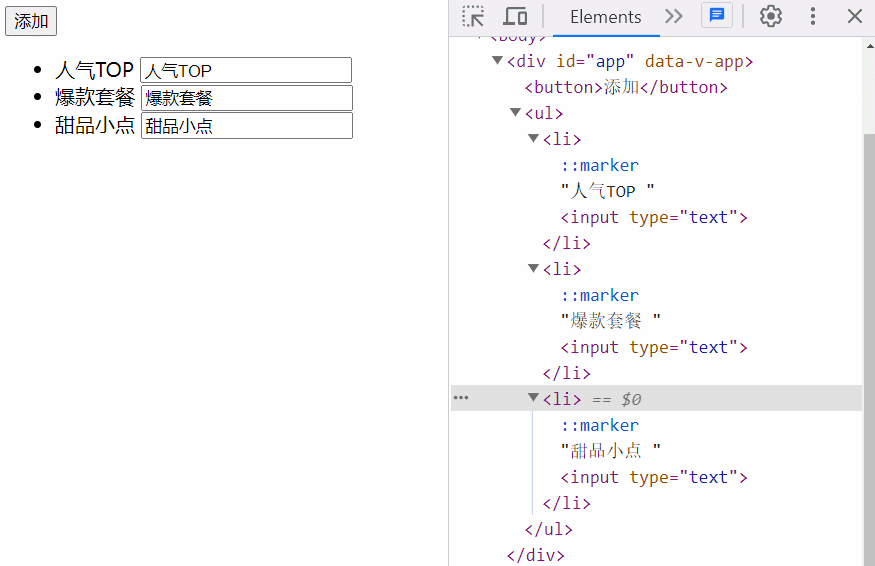 添加
人气TOP 人气TOP
爆款套餐 爆款套餐
甜品小点 甜品小点
Elements
<body>
<div id="app" data-v-app>
<button>添加</button>
<ul>
<li>
::marker
"人气TOP "
<input type="text">
</li>
<li>
::marker
"爆款套餐 "
<input type="text">
</li>
<li> == $0
::marker
"甜品小点 "
<input type="text">
</li>
</ul>
</div>